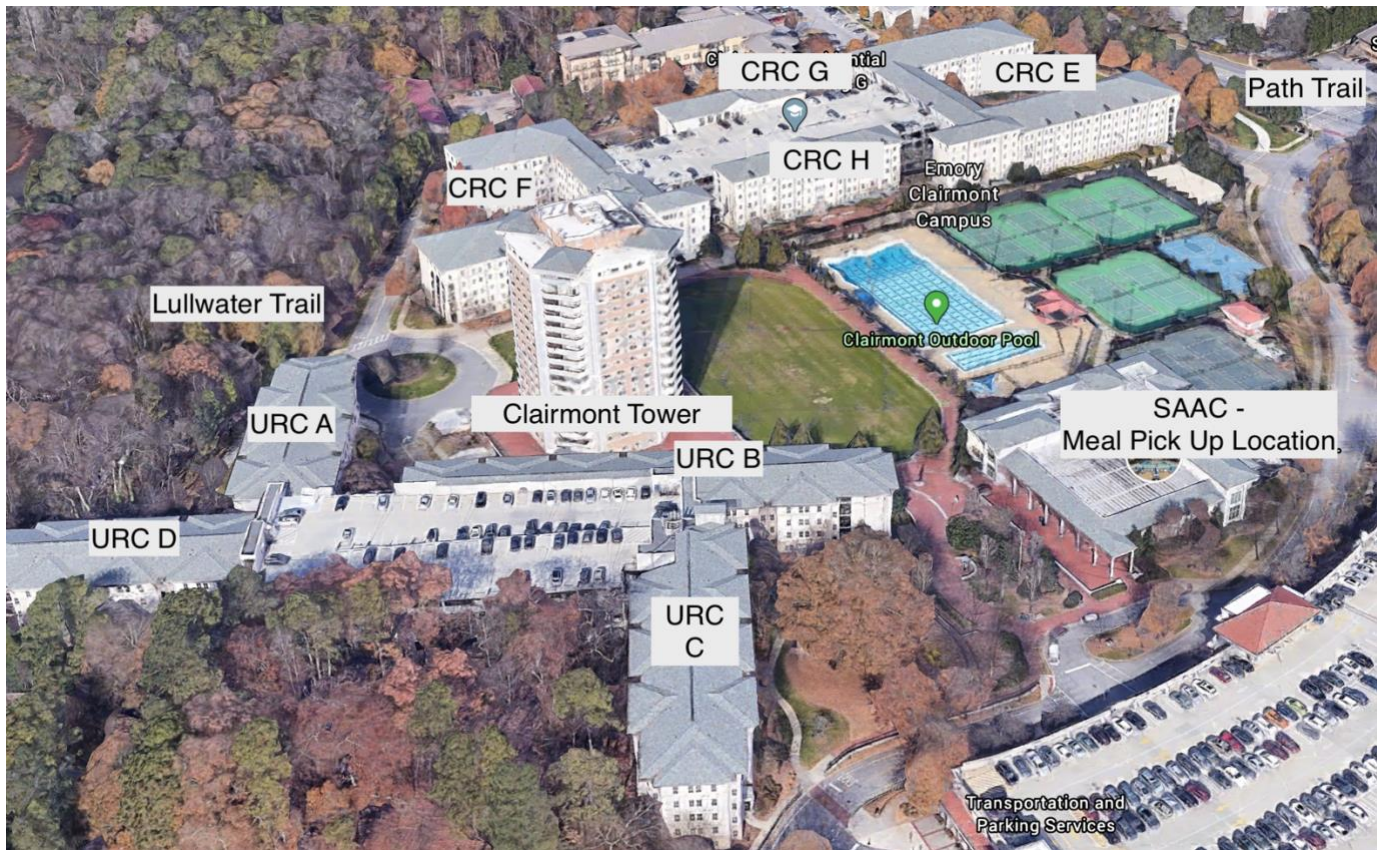 CRC G
CRC E
Path Trail
CRC H
CRC F
Emory
Clairmont
Campus
Lullwater Trail
Clairmont Outdoor Pool
Clairmont Tower
SAAC -
Meal Pick Up Location
URC A
URC B
URC D
URC
C
Transportation and
Parking Services